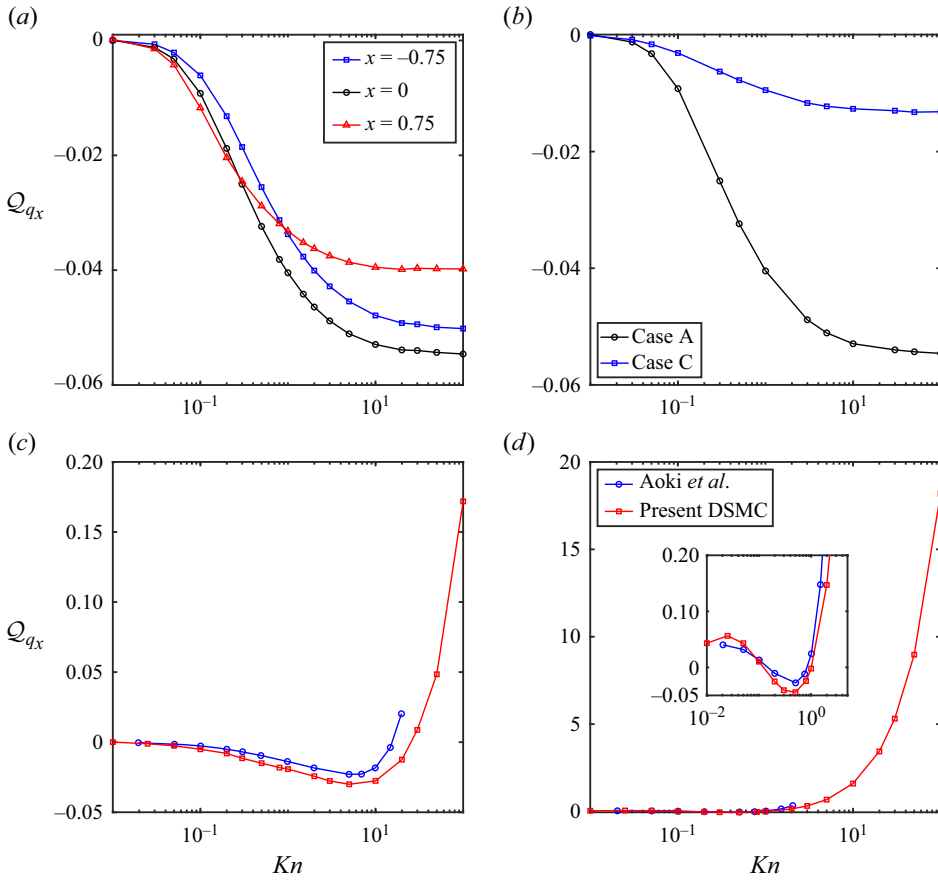 (a)
0
–0.02
–0.04
–0.06
10⁻¹
10¹
𝒬qₓ
x = –0.75
x = 0
x = 0.75
(b)
0
–0.02
–0.04
–0.06
10⁻¹
10¹
Case A
Case C
(c)
0.20
0.15
0.10
0.05
0
–0.05
10⁻¹
10¹
𝒬qₓ
Kn
(d)
20
15
10
5
0
10⁻¹
10¹
Kn
Aoki et al.
Present DSMC
0.20
0.10
0
–0.05
10⁻²
10⁰